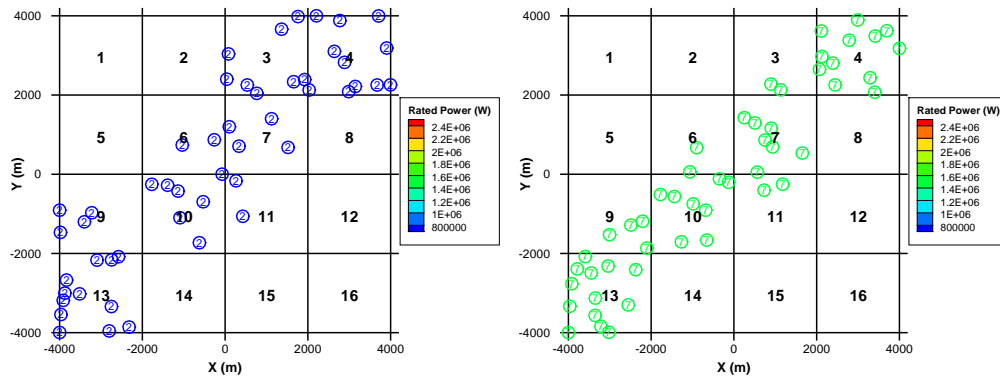 4000
2000
0
-2000
-4000
Y (m)
1 2 3 4
5 6 7 8
9 10 11 12
13 14 15 16
-4000 -2000 0 2000 4000
X (m)
Rated Power (W)
2.4E+06
2.2E+06
2E+06
1.8E+06
1.6E+06
1.4E+06
1.2E+06
1E+06
800000
4000
2000
0
-2000
-4000
Y (m)
1 2 3 4
5 6 7 8
9 10 11 12
13 14 15 16
-4000 -2000 0 2000 4000
X (m)
Rated Power (W)
2.4E+06
2.2E+06
2E+06
1.8E+06
1.6E+06
1.4E+06
1.2E+06
1E+06
800000